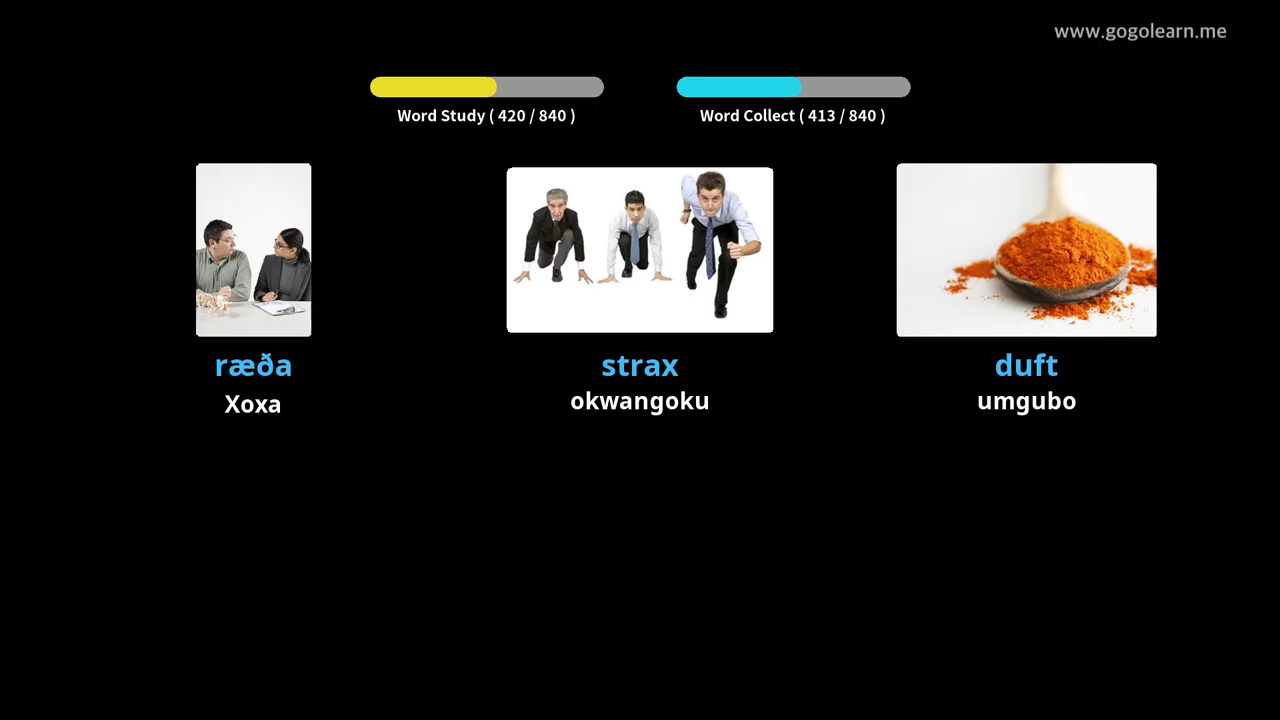 www.gogolearn.me
Word Study ( 420 / 840 )
Word Collect ( 413 / 840 )
ræða
Xoxa
strax
okwangoku
duft
umgubo